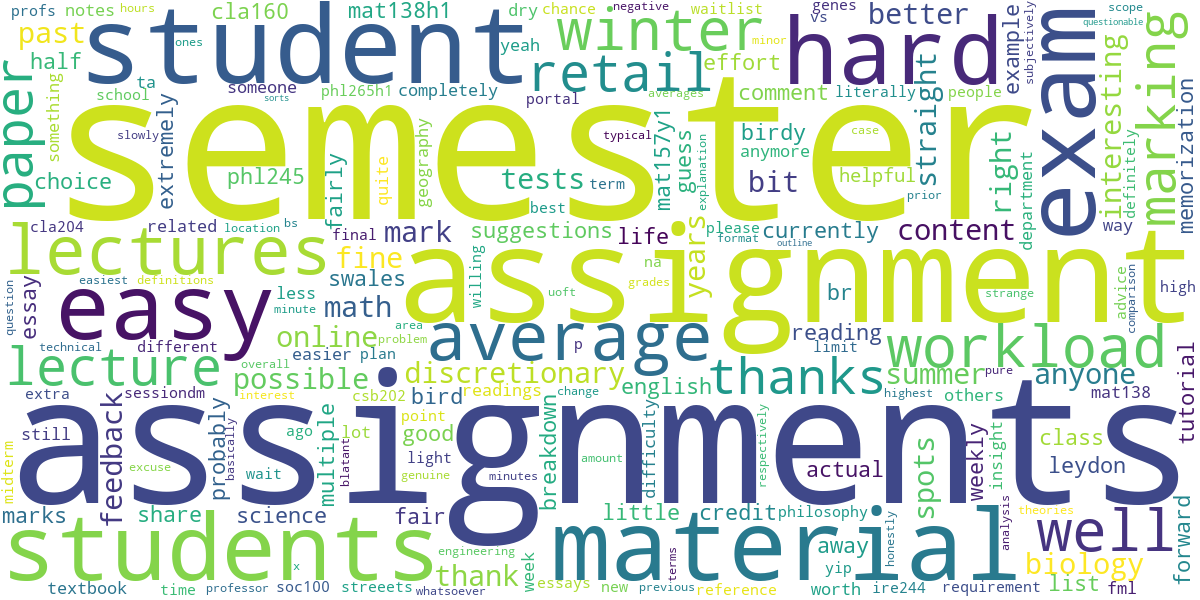 profs notes hours cla160 mat138h1 dry chance negative waitlist genes vs scope questionable
past student yeah winter minor better hard example subjectively
half ones ta someone completely retail effort straight marking
paper something school sorts phl265h1 portal averages comment literally people exam interesting
slowly extremely semester typical birdy case memorization
choice phl245 fairly quite geography tests term mat157y1 guess explanation anymore bit helpful right definitely
best prior department
cla204 related location bs final mark suggestions life please format currently content way
lectures fine swales willing na years outline
question essay easiest definitions less minute assignment grades strange advice comparison high
easy math uoft br reading
technical different online area problem average p limit workload
lecture easier plan
overall possible discretionary english thanks summer pure anyone
extra sessiondm interest csb202 bird readings change highest others mat138 tutorial
still probably basically ago multiple lot point good breakdown difficulty respectively spots weekly insight class
midterm feedback excuse wait blatant light genuine minutes amount assignments actual leydon
marks share science fair little credit philosophy honestly analysis theories forward
students engineering material away well
x thank week terms yip biology
textbook time professor soc100 streeets whatsoever essays new previous reference worth ire244 requirement list fml